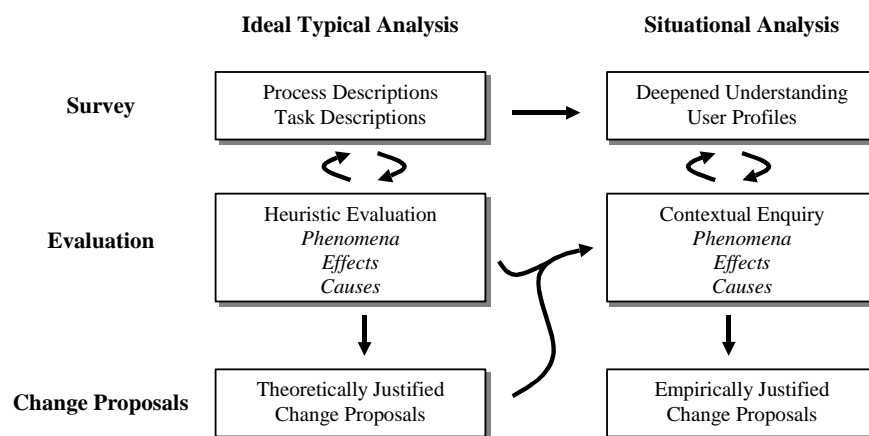 Ideal Typical Analysis
Situational Analysis
Survey
Process Descriptions
Task Descriptions
Deepened Understanding
User Profiles
Evaluation
Heuristic Evaluation
Phenomena
Effects
Causes
Contextual Enquiry
Phenomena
Effects
Causes
Change Proposals
Theoretically Justified
Change Proposals
Empirically Justified
Change Proposals